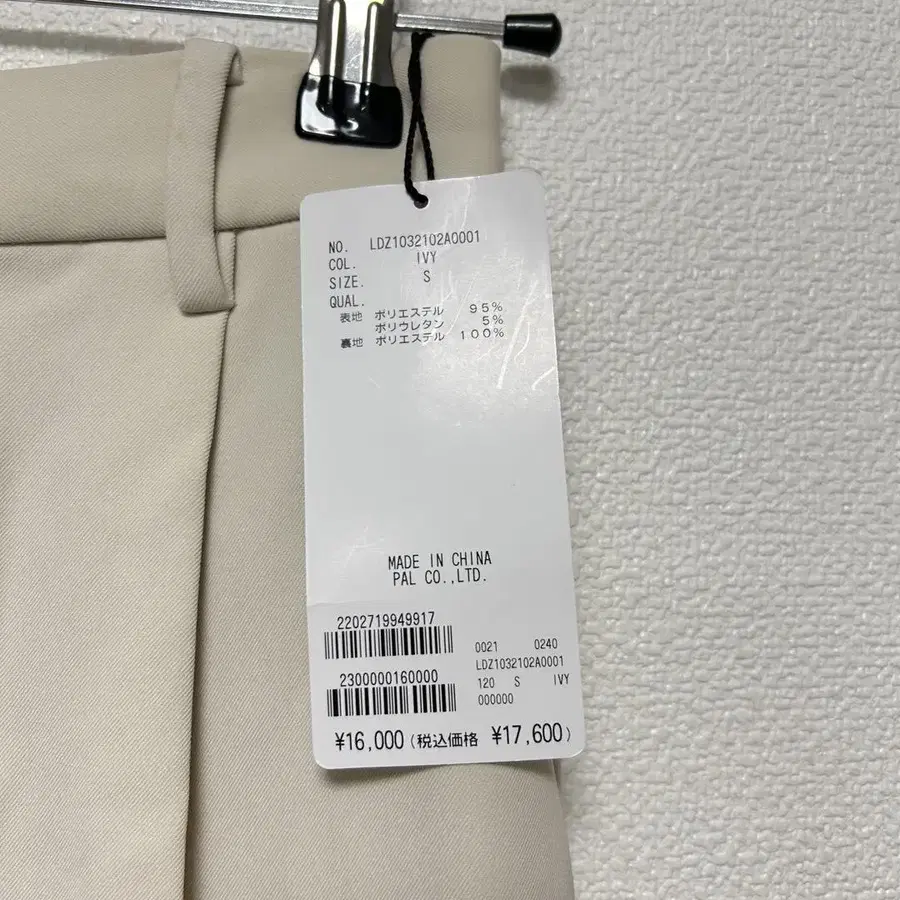 NO. LDZ1032102A0001
COL. IVY
SIZE. S
QUAL.
表地 ポリエステル 95%
ポリウレタン 5%
裏地 ポリエステル 100%
MADE IN CHINA
PAL CO.,LTD.
2202719949917
2300000160000
0021 0240
LDZ1032102A0001
120 S IVY
000000
¥16,000(税込価格 ¥17,600)